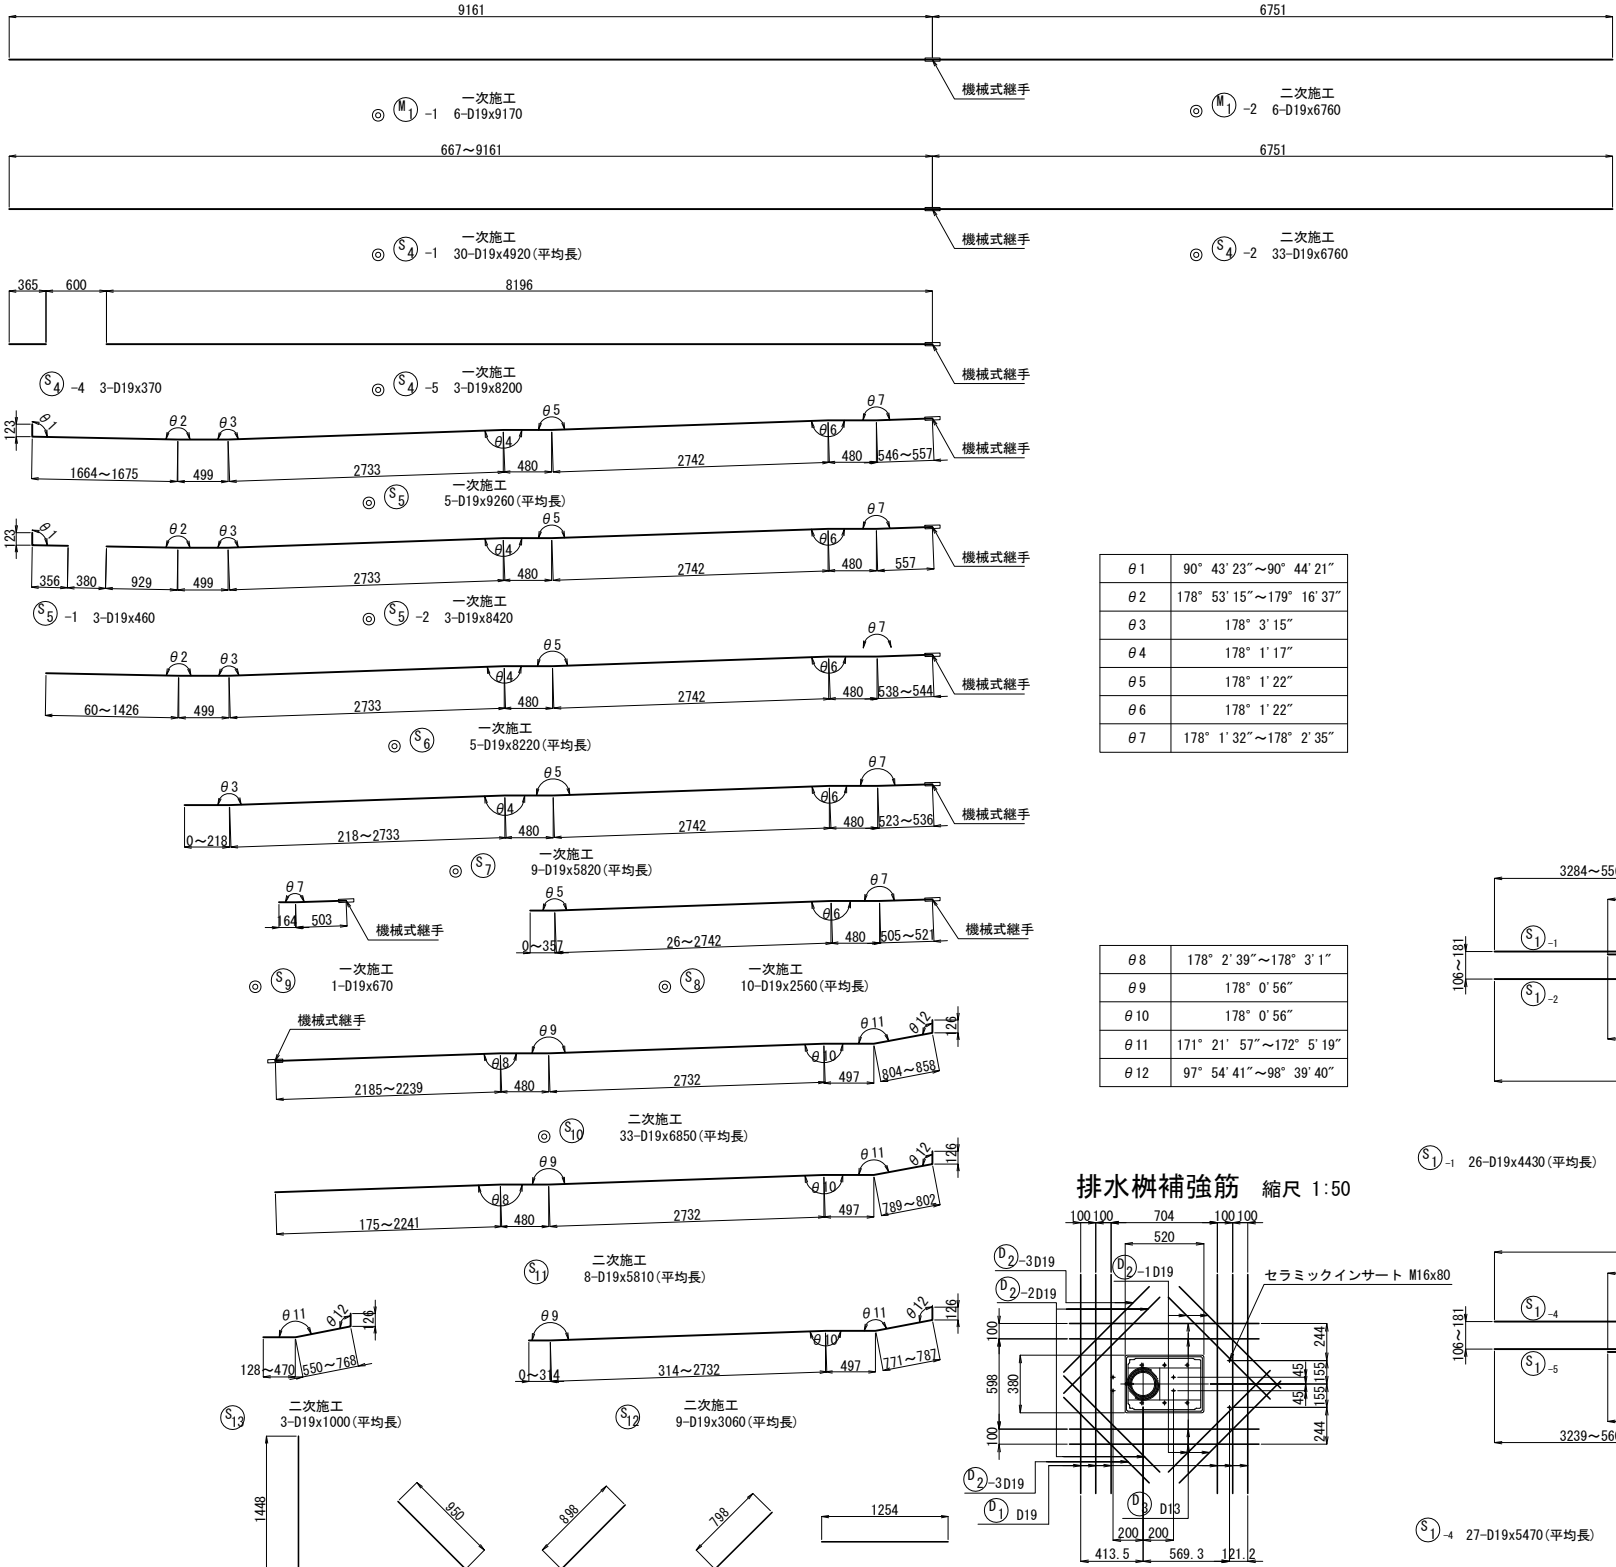 9161 6751
機械式継手
◎ M1 -1 一次施工 6-D19x9170
◎ M1 -2 二次施工 6-D19x6760
667～9161 6751
機械式継手
◎ S4 -1 一次施工 30-D19x4920(平均長)
◎ S4 -2 二次施工 33-D19x6760
365 600 8196
機械式継手
S4 -4 3-D19x370
◎ S4 -5 一次施工 3-D19x8200
123 θ1 θ2 θ3 θ4 θ5 θ6 θ7
機械式継手
1664～1675 499 2733 480 2742 480 546～557
◎ S5 一次施工 5-D19x9260(平均長)
123 θ1 θ2 θ3 θ4 θ5 θ6 θ7
機械式継手
356 380 929 499 2733 480 2742 480 557
S5 -1 3-D19x460
◎ S5 -2 一次施工 3-D19x8420
θ2 θ3 θ4 θ5 θ6 θ7
機械式継手
60～1426 499 2733 480 2742 480 538～544
◎ S6 一次施工 5-D19x8220(平均長)
θ3 θ4 θ5 θ6 θ7
機械式継手
0～218 218～2733 480 2742 480 523～536
◎ S7 一次施工 9-D19x5820(平均長)
θ7
164 503
機械式継手
◎ S9 一次施工 1-D19x670
θ5 θ6 θ7
0～357 26～2742 480 505～521
機械式継手
◎ S8 一次施工 10-D19x2560(平均長)
機械式継手
θ8 θ9 θ10 θ11 θ12 126
2185～2239 480 2732 497 804～858
◎ S10 二次施工 33-D19x6850(平均長)
θ8 θ9 θ10 θ11 θ12 126
175～2241 480 2732 497 789～802
S11 二次施工 8-D19x5810(平均長)
θ11 θ12 126
128～470 550～768
S13 二次施工 3-D19x1000(平均長)
θ9 θ10 θ11 θ12 126
0～314 314～2732 497 771～787
S12 二次施工 9-D19x3060(平均長)
1448 950 898 798 1254
θ1 90° 43' 23″～90° 44' 21″
θ2 178° 53' 15″～179° 16' 37″
θ3 178° 3' 15″
θ4 178° 1' 17″
θ5 178° 1' 22″
θ6 178° 1' 22″
θ7 178° 1' 32″～178° 2' 35″
θ8 178° 2' 39″～178° 3' 1″
θ9 178° 0' 56″
θ10 178° 0' 56″
θ11 171° 21' 57″～172° 5' 19″
θ12 97° 54' 41″～98° 39' 40″
排水桝補強筋 縮尺 1:50
100 100 704 100 100
520
D2-3D19
D2-1D19
D2-2D19
セラミックインサート M16x80
100 598 100 380
244 155 155 244 45 45
D2-3D19
D1 D19
D3 D13
200 200
413.5 569.3 121.2
106～181
S1 -1
S1 -2
S1 -1 26-D19x4430(平均長)
106～181
S1 -4
S1 -5
S1 -4 27-D19x5470(平均長)